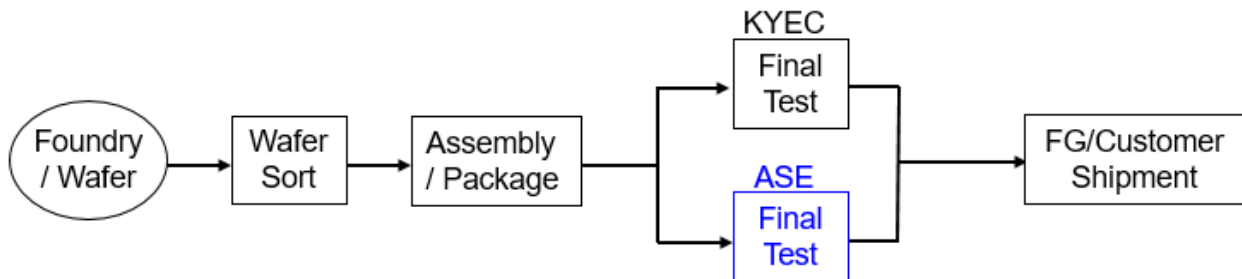 Foundry
/ Wafer
Wafer
Sort
Assembly
/ Package
KYEC
Final
Test
ASE
Final
Test
FG/Customer
Shipment